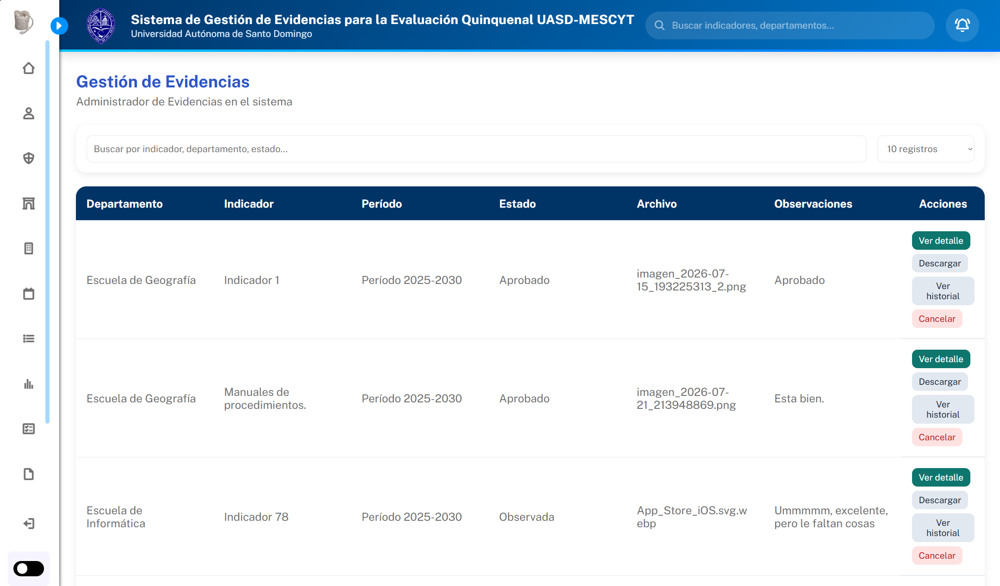 Sistema de Gestión de Evidencias para la Evaluación Quinquenal UASD-MESCYT
Universidad Autónoma de Santo Domingo
Buscar indicadores, departamentos...
Gestión de Evidencias
Administrador de Evidencias en el sistema
Buscar por indicador, departamento, estado...
10 registros
Departamento Indicador Período Estado Archivo Observaciones Acciones
Escuela de Geografía
Indicador 1
Período 2025-2030
Aprobado
imagen_2026-07-
15_193225313_2.png
Aprobado
Ver detalle
Descargar
Ver
historial
Cancelar
Escuela de Geografía
Manuales de
procedimientos.
Período 2025-2030
Aprobado
imagen_2026-07-
21_213948869.png
Esta bien.
Ver detalle
Descargar
Ver
historial
Cancelar
Escuela de
Informática
Indicador 78
Período 2025-2030
Observada
App_Store_iOS.svg.w
ebp
Ummmmm, excelente,
pero le faltan cosas
Ver detalle
Descargar
Ver
historial
Cancelar